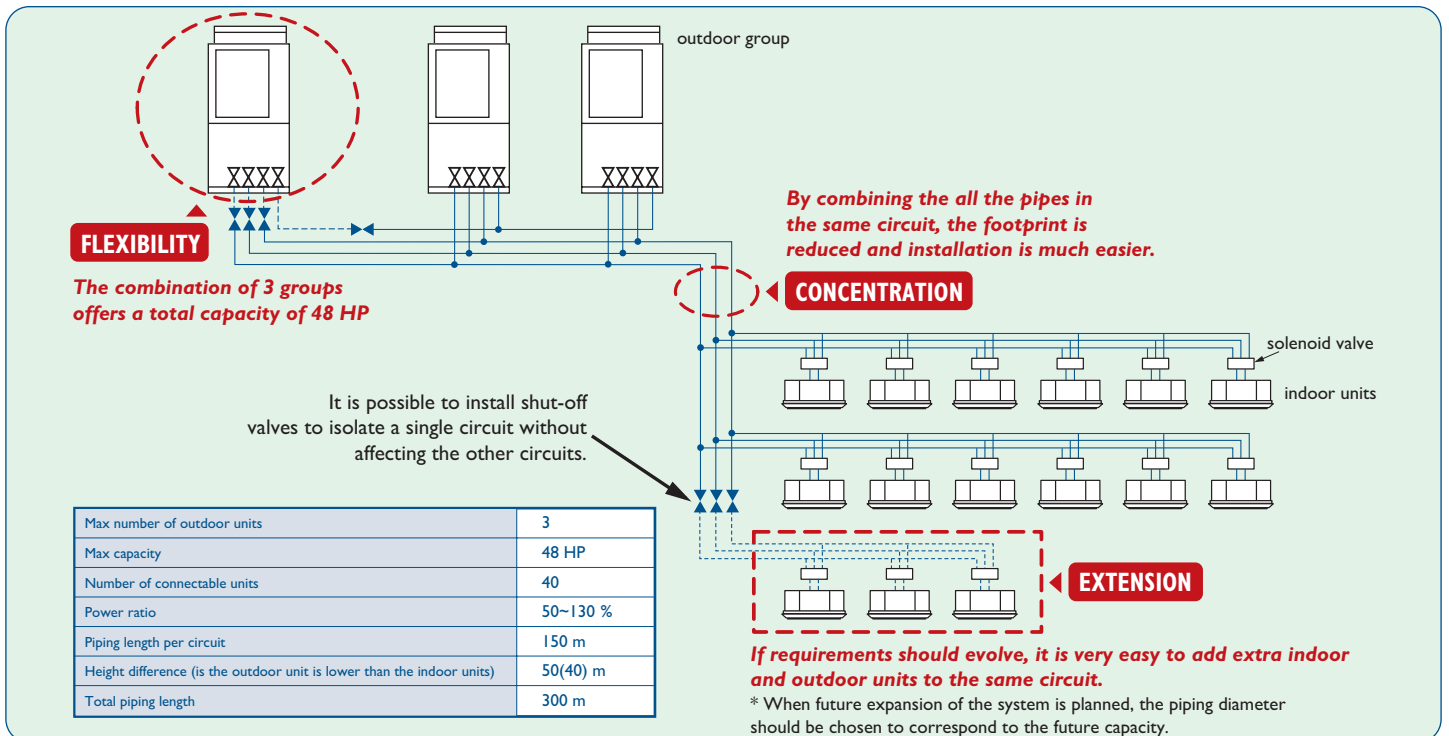 outdoor group
FLEXIBILITY
The combination of 3 groups
offers a total capacity of 48 HP
By combining the all the pipes in
the same circuit, the footprint is
reduced and installation is much easier.
CONCENTRATION
solenoid valve
indoor units
It is possible to install shut-off
valves to isolate a single circuit without
affecting the other circuits.
Max number of outdoor units 3
Max capacity 48 HP
Number of connectable units 40
Power ratio 50~130 %
Piping length per circuit 150 m
Height difference (is the outdoor unit is lower than the indoor units) 50(40) m
Total piping length 300 m
EXTENSION
If requirements should evolve, it is very easy to add extra indoor
and outdoor units to the same circuit.
* When future expansion of the system is planned, the piping diameter
should be chosen to correspond to the future capacity.